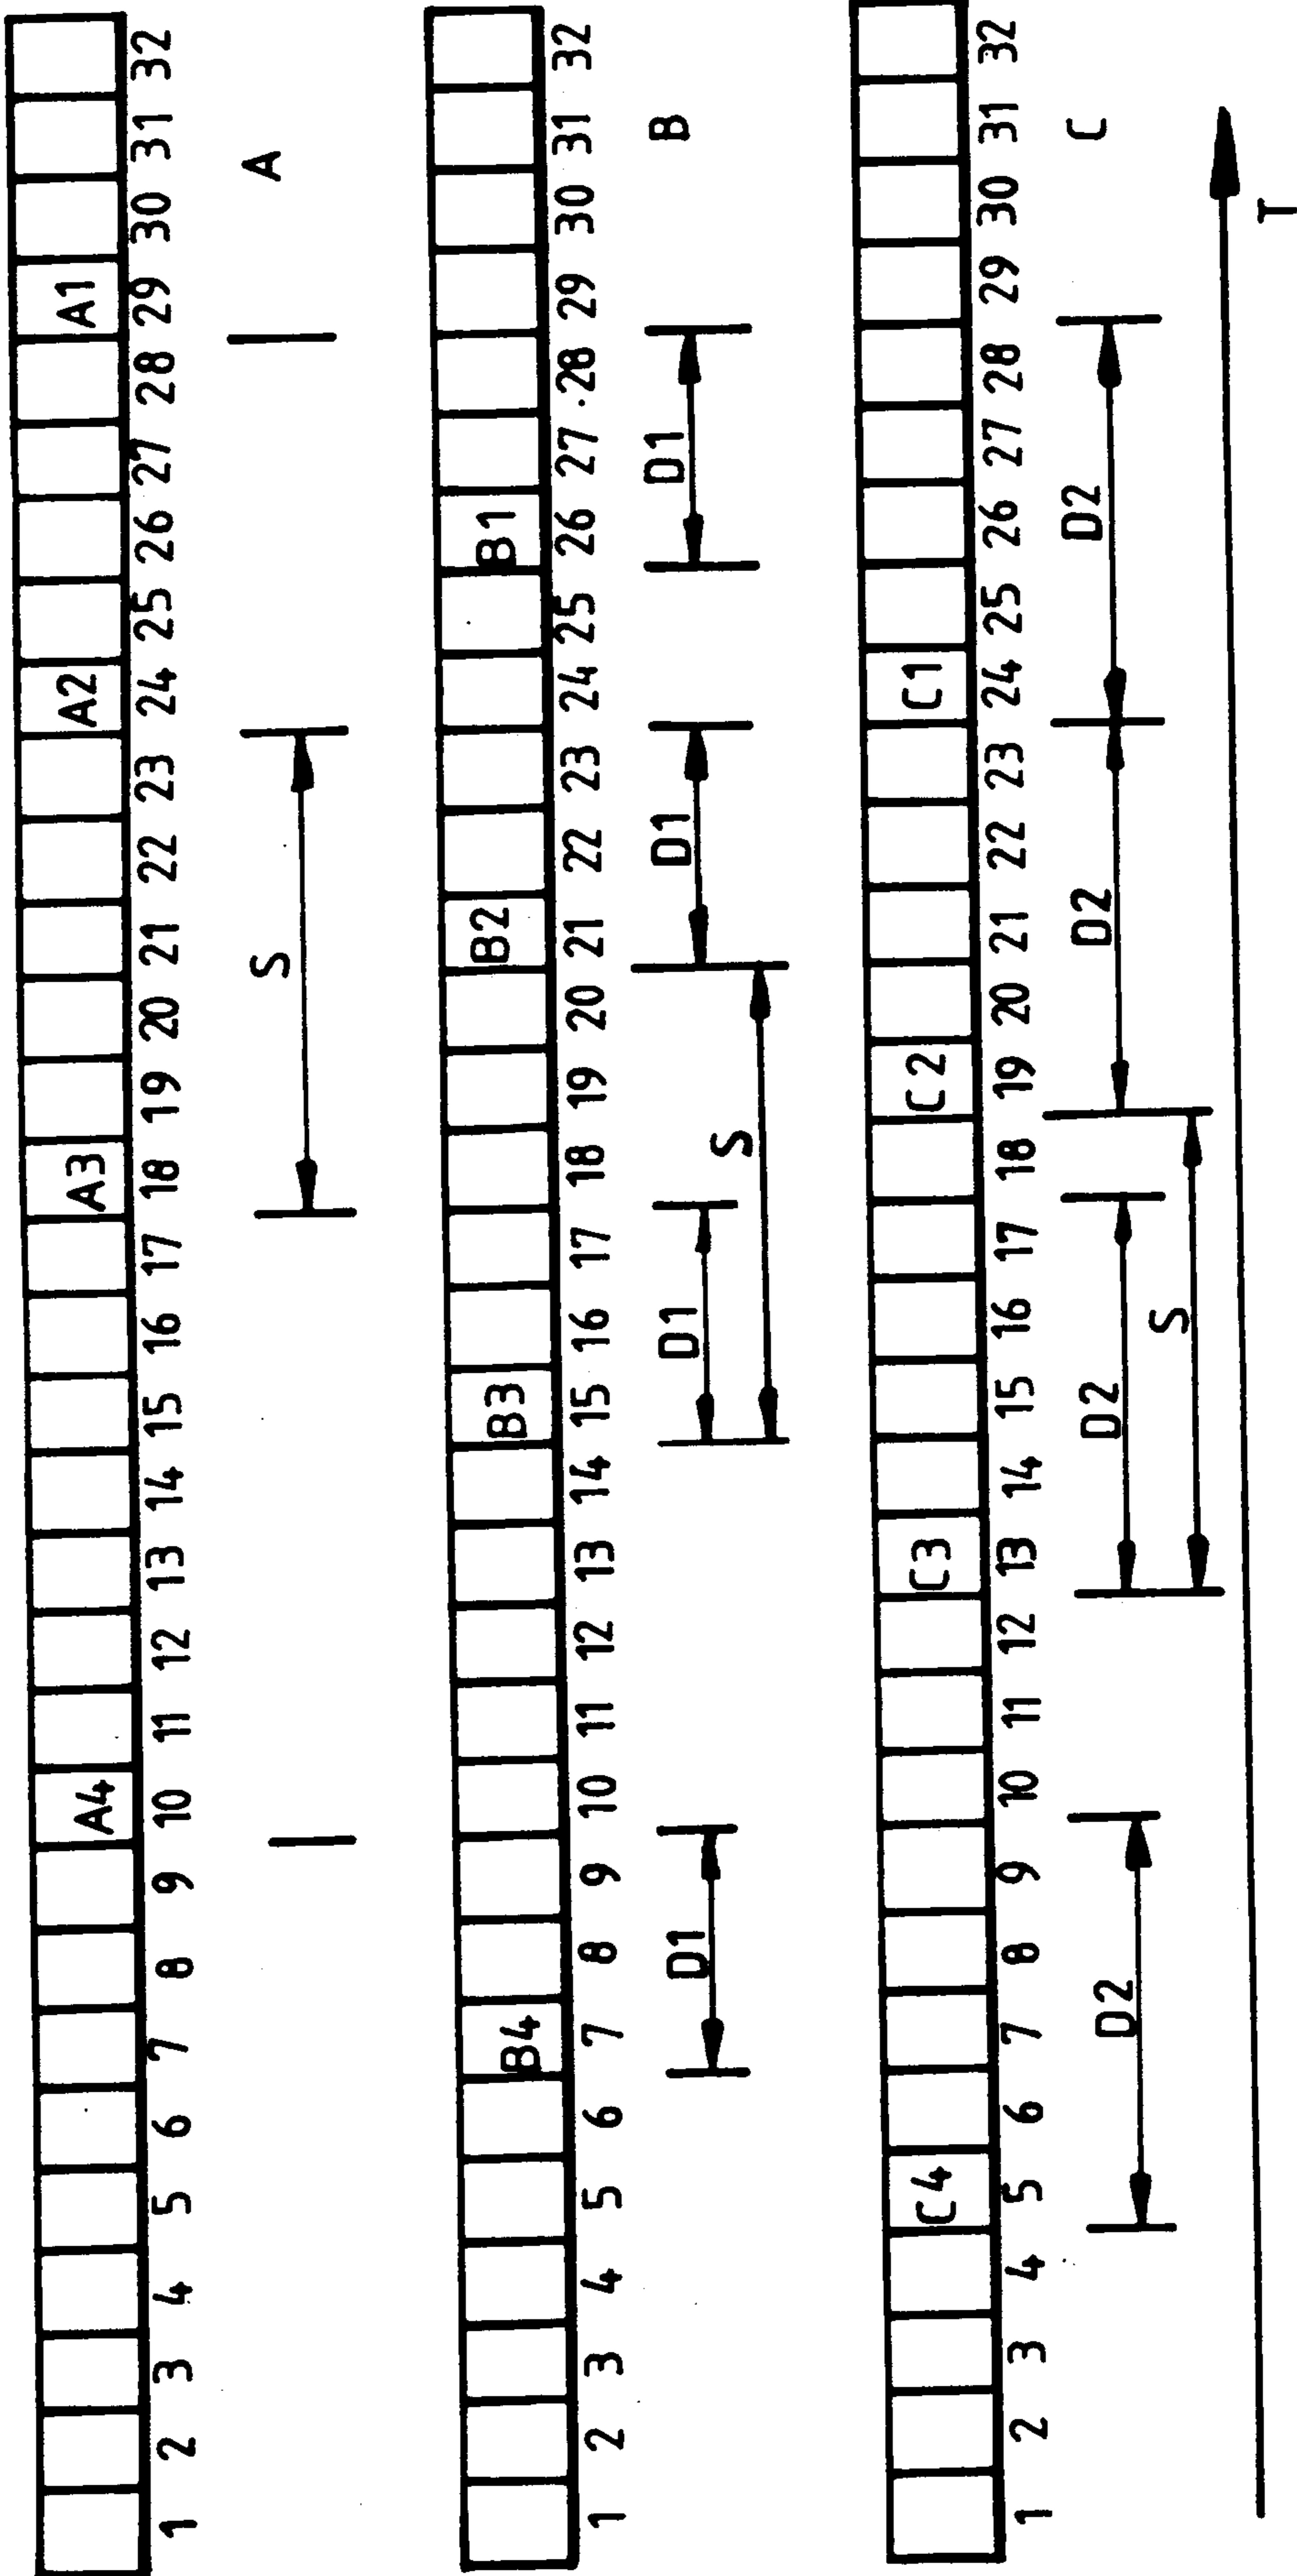 A4 A3 A2 A1
1 2 3 4 5 6 7 8 9 10 11 12 13 14 15 16 17 18 19 20 21 22 23 24 25 26 27 28 29 30 31 32
S A
B4 B3 B2 B1
1 2 3 4 5 6 7 8 9 10 11 12 13 14 15 16 17 18 19 20 21 22 23 24 25 26 27 28 29 30 31 32
D1 D1 D1 D1 B
S
C4 C3 C2 C1
1 2 3 4 5 6 7 8 9 10 11 12 13 14 15 16 17 18 19 20 21 22 23 24 25 26 27 28 29 30 31 32
D2 D2 D2 D2 C
S
T